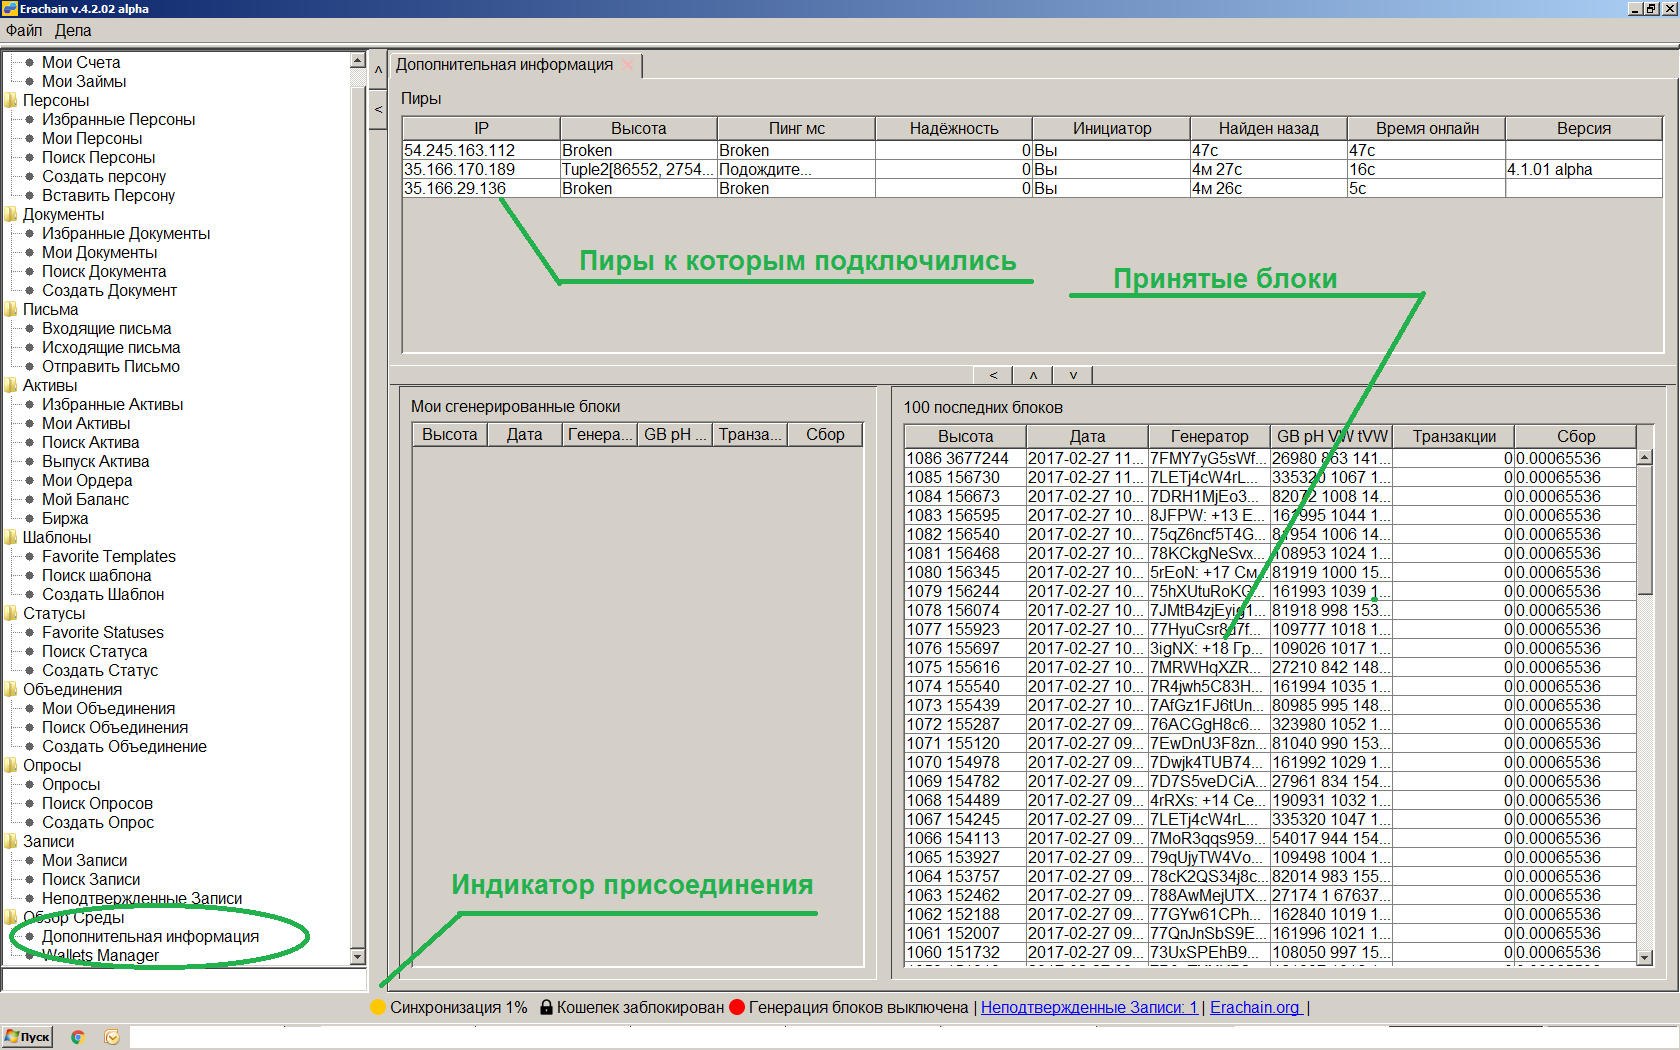 Erachain v.4.2.02 alpha
Файл Дела
Мои Счета
Мои Займы
Персоны
Избранные Персоны
Мои Персоны
Поиск Персоны
Создать персону
Вставить Персону
Документы
Избранные Документы
Мои Документы
Поиск Документа
Создать Документ
Письма
Входящие письма
Исходящие письма
Отправить Письмо
Активы
Избранные Активы
Мои Активы
Поиск Актива
Выпуск Актива
Мои Ордера
Мой Баланс
Биржа
Шаблоны
Favorite Templates
Поиск шаблона
Создать Шаблон
Статусы
Favorite Statuses
Поиск Статуса
Создать Статус
Объединения
Мои Объединения
Поиск Объединения
Создать Объединение
Опросы
Опросы
Поиск Опросов
Создать Опрос
Записи
Мои Записи
Поиск Записи
Неподтвержденные Записи
Обзор Среды
Дополнительная информация
Wallets Manager
Дополнительная информация
Пиры
IP Высота Пинг мс Надёжность Инициатор Найден назад Время онлайн Версия
54.245.163.112 Broken Broken 0 Вы 47с 47с
35.166.170.189 Tuple2[86552, 2754... Подождите... 0 Вы 4м 27с 16с 4.1.01 alpha
35.166.29.136 Broken Broken 0 Вы 4м 26с 5с
Пиры к которым подключились
Принятые блоки
Мои сгенерированные блоки
Высота Дата Генера... GB pH ... Транза... Сбор
Индикатор присоединения
100 последних блоков
Высота Дата Генератор GB pH VW tVW Транзакции Сбор
1086 3677244 2017-02-27 11... 7FMY7yG5sWf... 26980 863 141... 0 0.00065536
1085 156730 2017-02-27 11... 7LETj4cW4rL... 335320 1067 1... 0 0.00065536
1084 156673 2017-02-27 10... 7DRH1MjEo3... 82072 1008 14... 0 0.00065536
1083 156595 2017-02-27 10... 8JFPW: +13 E... 161995 1044 1... 0 0.00065536
1082 156540 2017-02-27 10... 75qZ6ncf5T4G... 81954 1006 14... 0 0.00065536
1081 156468 2017-02-27 10... 78KCkgNeSvx... 108953 1024 1... 0 0.00065536
1080 156345 2017-02-27 10... 5rEoN: +17 См... 81919 1000 15... 0 0.00065536
1079 156244 2017-02-27 10... 75hXUtuRoKG... 161993 1039 1... 0 0.00065536
1078 156074 2017-02-27 10... 7JMtB4zjEyjg1... 81918 998 153... 0 0.00065536
1077 155923 2017-02-27 10... 77HyuCsr8d7f... 109777 1018 1... 0 0.00065536
1076 155697 2017-02-27 10... 3igNX: +18 Гр... 109026 1017 1... 0 0.00065536
1075 155616 2017-02-27 10... 7MRWHqXZR... 27210 842 148... 0 0.00065536
1074 155540 2017-02-27 10... 7R4jwh5C83H... 161994 1035 1... 0 0.00065536
1073 155439 2017-02-27 10... 7AfGz1FJ6tUn... 80985 995 148... 0 0.00065536
1072 155287 2017-02-27 09... 76ACGgH8c6... 323980 1052 1... 0 0.00065536
1071 155120 2017-02-27 09... 7EwDnU3F8zn... 81040 990 153... 0 0.00065536
1070 154978 2017-02-27 09... 7Dwjk4TUB74... 161992 1029 1... 0 0.00065536
1069 154782 2017-02-27 09... 7D7S5veDCiA... 27961 834 154... 0 0.00065536
1068 154489 2017-02-27 09... 4rRXs: +14 Се... 190931 1032 1... 0 0.00065536
1067 154245 2017-02-27 09... 7LETj4cW4rL... 335320 1047 1... 0 0.00065536
1066 154113 2017-02-27 09... 7MoR3qqs959... 54017 944 154... 0 0.00065536
1065 153927 2017-02-27 09... 79qUjyTW4Vo... 109498 1004 1... 0 0.00065536
1064 153757 2017-02-27 09... 78cK2QS34j8c... 82014 983 155... 0 0.00065536
1063 152462 2017-02-27 09... 788AwMejUTX... 27174 1 67637... 0 0.00065536
1062 152188 2017-02-27 09... 77GYw61CPh... 162840 1019 1... 0 0.00065536
1061 152007 2017-02-27 09... 77QnJnSbS9E... 161996 1021 1... 0 0.00065536
1060 151732 2017-02-27 09... 73UxSPEhB9... 108050 997 15... 0 0.00065536
Синхронизация 1% Кошелек заблокирован Генерация блоков выключена | Неподтвержденные Записи: 1 | Erachain.org |
Пуск